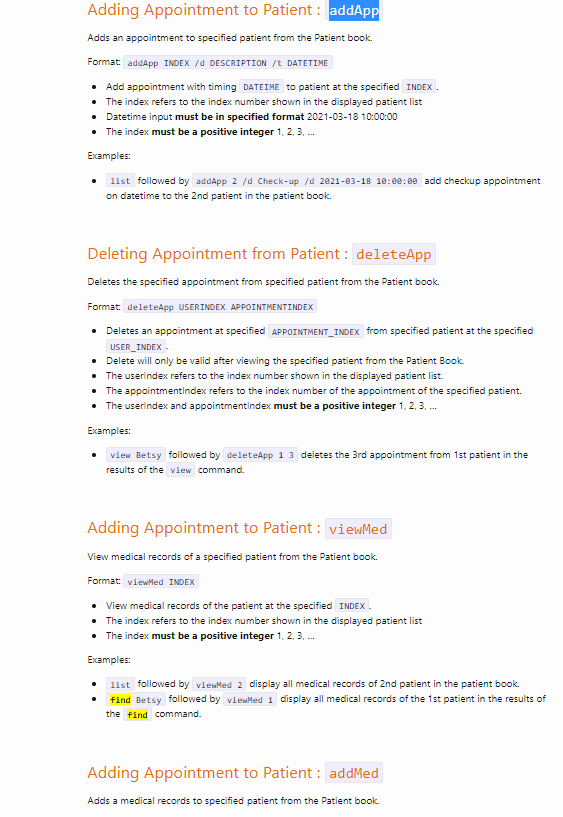 Adding Appointment to Patient : addApp
Adds an appointment to specified patient from the Patient book.
Format: addApp INDEX /d DESCRIPTION /t DATETIME
Add appointment with timing DATEIME to patient at the specified INDEX .
The index refers to the index number shown in the displayed patient list
Datetime input must be in specified format 2021-03-18 10:00:00
The index must be a positive integer 1, 2, 3, ...
Examples:
list followed by addApp 2 /d Check-up /d 2021-03-18 10:00:00 add checkup appointment
on datetime to the 2nd patient in the patient book.
Deleting Appointment from Patient : deleteApp
Deletes the specified appointment from specified patient from the Patient book.
Format: deleteApp USERINDEX APPOINTMENTINDEX
Deletes an appointment at specified APPOINTMENT_INDEX from specified patient at the specified
USER_INDEX .
Delete will only be valid after viewing the specified patient from the Patient Book.
The userIndex refers to the index number shown in the displayed patient list.
The appointmentIndex refers to the index number of the appointment of the specified patient.
The userIndex and appointmentIndex must be a positive integer 1, 2, 3, ...
Examples:
view Betsy followed by deleteApp 1 3 deletes the 3rd appointment from 1st patient in the
results of the view command.
Adding Appointment to Patient : viewMed
View medical records of a specified patient from the Patient book.
Format: viewMed INDEX
View medical records of the patient at the specified INDEX .
The index refers to the index number shown in the displayed patient list
The index must be a positive integer 1, 2, 3, ...
Examples:
list followed by viewMed 2 display all medical records of 2nd patient in the patient book.
find Betsy followed by viewMed 1 display all medical records of the 1st patient in the results of
the find command.
Adding Appointment to Patient : addMed
Adds a medical records to specified patient from the Patient book.